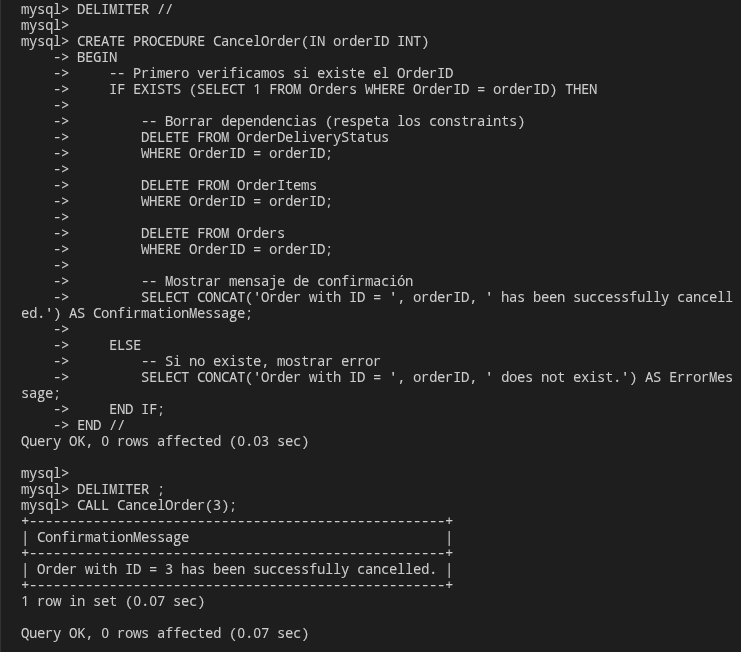 mysql> DELIMITER //
mysql>
mysql> CREATE PROCEDURE CancelOrder(IN orderID INT)
    -> BEGIN
    ->     -- Primero verificamos si existe el OrderID
    ->     IF EXISTS (SELECT 1 FROM Orders WHERE OrderID = orderID) THEN
    ->
    ->         -- Borrar dependencias (respeta los constraints)
    ->         DELETE FROM OrderDeliveryStatus
    ->         WHERE OrderID = orderID;
    ->
    ->         DELETE FROM OrderItems
    ->         WHERE OrderID = orderID;
    ->
    ->         DELETE FROM Orders
    ->         WHERE OrderID = orderID;
    ->
    ->         -- Mostrar mensaje de confirmación
    ->         SELECT CONCAT('Order with ID = ', orderID, ' has been successfully cancell
ed.') AS ConfirmationMessage;
    ->
    ->     ELSE
    ->         -- Si no existe, mostrar error
    ->         SELECT CONCAT('Order with ID = ', orderID, ' does not exist.') AS ErrorMes
sage;
    ->     END IF;
    -> END //
Query OK, 0 rows affected (0.03 sec)

mysql>
mysql> DELIMITER ;
mysql> CALL CancelOrder(3);
+----------------------------------------------------+
| ConfirmationMessage                                |
+----------------------------------------------------+
| Order with ID = 3 has been successfully cancelled. |
+----------------------------------------------------+
1 row in set (0.07 sec)

Query OK, 0 rows affected (0.07 sec)